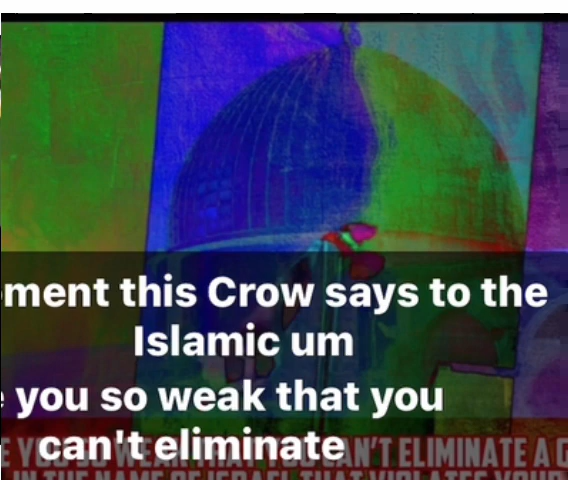 ment this Crow says to the
Islamic um
you so weak that you
can't eliminate
CAN'T ELIMINATE A
IN THE NAME OF ISRAEL THAT VIOLATES YOUR